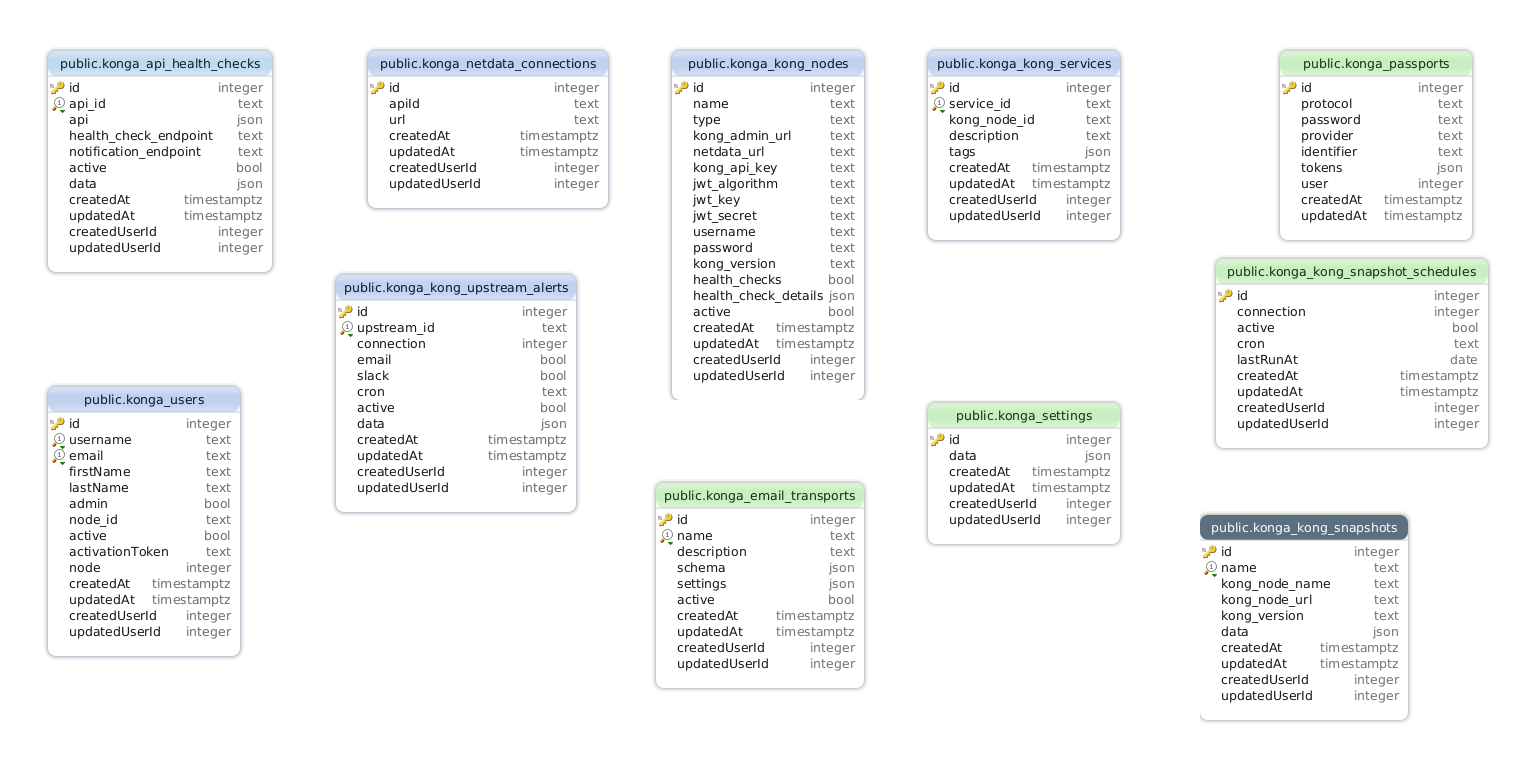 public.konga_api_health_checks
id integer
api_id text
api json
health_check_endpoint text
notification_endpoint text
active bool
data json
createdAt timestamptz
updatedAt timestamptz
createdUserId integer
updatedUserId integer
public.konga_netdata_connections
id integer
apiId text
url text
createdAt timestamptz
updatedAt timestamptz
createdUserId integer
updatedUserId integer
public.konga_kong_nodes
id integer
name text
type text
kong_admin_url text
netdata_url text
kong_api_key text
jwt_algorithm text
jwt_key text
jwt_secret text
username text
password text
kong_version text
health_checks bool
health_check_details json
active bool
createdAt timestamptz
updatedAt timestamptz
createdUserId integer
updatedUserId integer
public.konga_kong_services
id integer
service_id text
kong_node_id text
description text
tags json
createdAt timestamptz
updatedAt timestamptz
createdUserId integer
updatedUserId integer
public.konga_passports
id integer
protocol text
password text
provider text
identifier text
tokens json
user integer
createdAt timestamptz
updatedAt timestamptz
public.konga_kong_snapshot_schedules
id integer
connection integer
active bool
cron text
lastRunAt date
createdAt timestamptz
updatedAt timestamptz
createdUserId integer
updatedUserId integer
public.konga_kong_upstream_alerts
id integer
upstream_id text
connection integer
email bool
slack bool
cron text
active bool
data json
createdAt timestamptz
updatedAt timestamptz
createdUserId integer
updatedUserId integer
public.konga_users
id integer
username text
email text
firstName text
lastName text
admin bool
node_id text
active bool
activationToken text
node integer
createdAt timestamptz
updatedAt timestamptz
createdUserId integer
updatedUserId integer
public.konga_settings
id integer
data json
createdAt timestamptz
updatedAt timestamptz
createdUserId integer
updatedUserId integer
public.konga_email_transports
id integer
name text
description text
schema json
settings json
active bool
createdAt timestamptz
updatedAt timestamptz
createdUserId integer
updatedUserId integer
public.konga_kong_snapshots
id integer
name text
kong_node_name text
kong_node_url text
kong_version text
data json
createdAt timestamptz
updatedAt timestamptz
createdUserId integer
updatedUserId integer